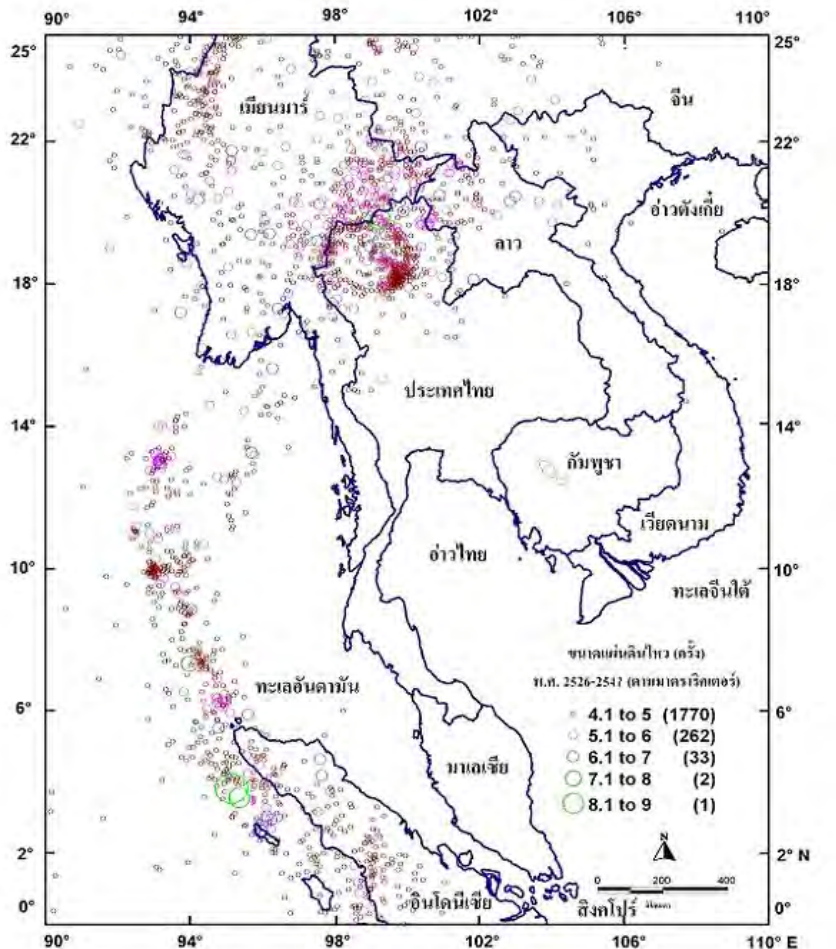 90° 94° 98° 102° 106° 110°
25° 25°
เมียนมาร์
จีน
22° 22°
อ่าวตังเกี๋ย
ลาว
18° 18°
ประเทศไทย
14° 14°
กัมพูชา
เวียดนาม
อ่าวไทย
10° 10°
ทะเลจีนใต้
ขนาดแผ่นดินไหว (ครั้ง)
พ.ศ. 2526-2547 (ตามมาตราริคเตอร์)
ทะเลอันดามัน
6° 6°
4.1 to 5 (1770)
5.1 to 6 (262)
มาเลเซีย
6.1 to 7 (33)
7.1 to 8 (2)
8.1 to 9 (1)
N
2° 2° N
0 200 400
0° อินโดนีเซีย สิงคโปร์ 0°
90° 94° 98° 102° 106° 110° E